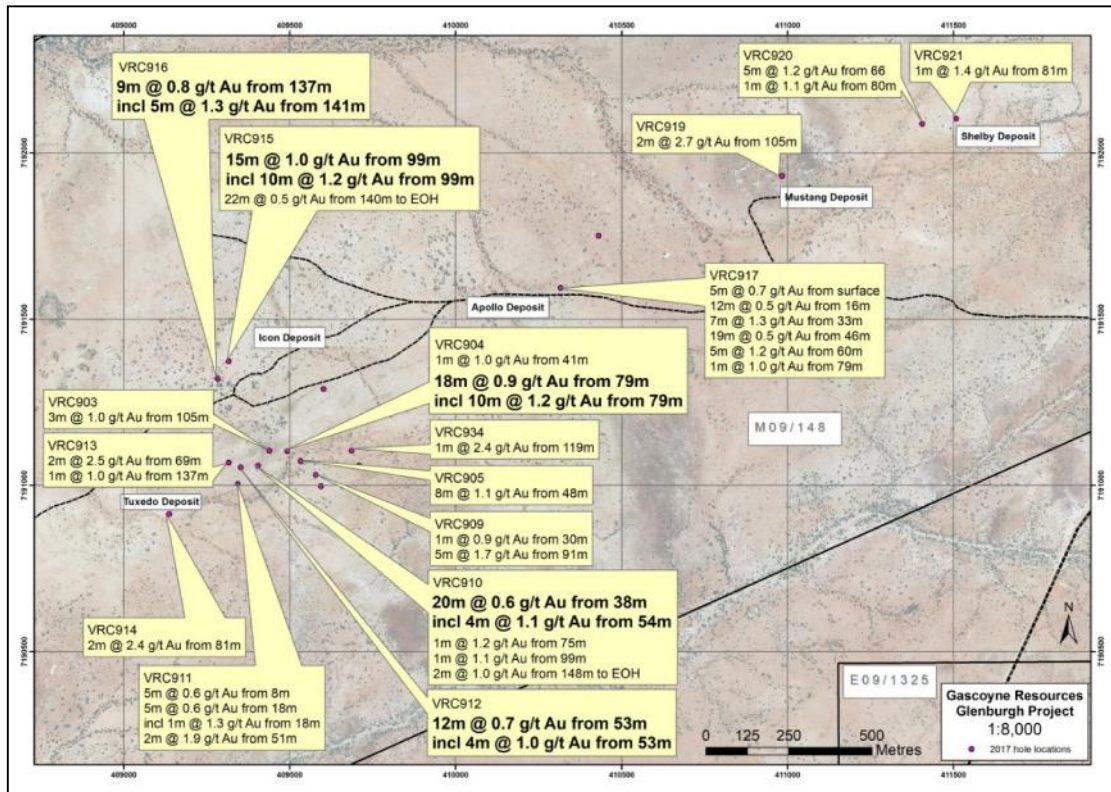 409000 409500 410000 410500 411000 411500
VRC916
9m @ 0.8 g/t Au from 137m
incl 5m @ 1.3 g/t Au from 141m
VRC920
5m @ 1.2 g/t Au from 66
1m @ 1.1 g/t Au from 80m
VRC921
1m @ 1.4 g/t Au from 81m
VRC915
15m @ 1.0 g/t Au from 99m
incl 10m @ 1.2 g/t Au from 99m
22m @ 0.5 g/t Au from 140m to EOH
VRC919
2m @ 2.7 g/t Au from 105m
Shelby Deposit
7192000
7192000
Mustang Deposit
VRC917
5m @ 0.7 g/t Au from surface
12m @ 0.5 g/t Au from 16m
7m @ 1.3 g/t Au from 33m
19m @ 0.5 g/t Au from 46m
5m @ 1.2 g/t Au from 60m
1m @ 1.0 g/t Au from 79m
Apollo Deposit
7191500
7191500
Icon Deposit
VRC904
1m @ 1.0 g/t Au from 41m
18m @ 0.9 g/t Au from 79m
incl 10m @ 1.2 g/t Au from 79m
VRC903
3m @ 1.0 g/t Au from 105m
M09/148
VRC913
2m @ 2.5 g/t Au from 69m
1m @ 1.0 g/t Au from 137m
VRC934
1m @ 2.4 g/t Au from 119m
VRC905
8m @ 1.1 g/t Au from 48m
7191000
7191000
Tuxedo Deposit
VRC909
1m @ 0.9 g/t Au from 30m
5m @ 1.7 g/t Au from 91m
VRC910
20m @ 0.6 g/t Au from 38m
incl 4m @ 1.1 g/t Au from 54m
1m @ 1.2 g/t Au from 75m
1m @ 1.1 g/t Au from 99m
2m @ 1.0 g/t Au from 148m to EOH
VRC914
2m @ 2.4 g/t Au from 81m
7190500
7190500
N
VRC911
5m @ 0.6 g/t Au from 8m
5m @ 0.6 g/t Au from 18m
incl 1m @ 1.3 g/t Au from 18m
2m @ 1.9 g/t Au from 51m
VRC912
12m @ 0.7 g/t Au from 53m
incl 4m @ 1.0 g/t Au from 53m
E09/1325
Gascoyne Resources
Glenburgh Project
1:8,000
2017 hole locations
0 125 250 500
Metres
409000 409500 410000 410500 411000 411500